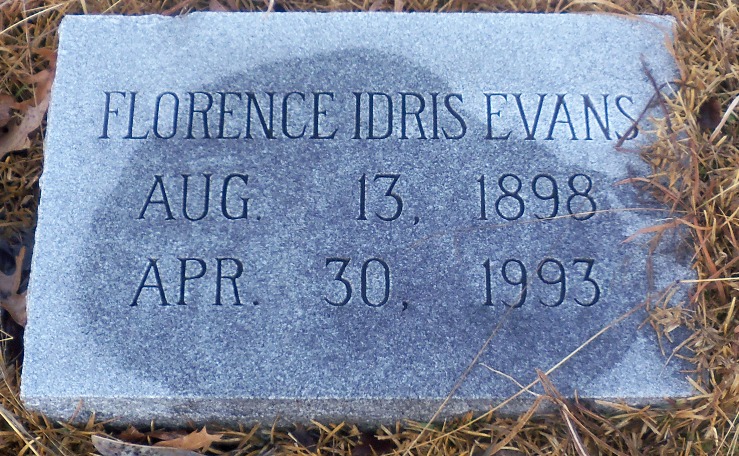 FLORENCE IDRIS EVANS
AUG. 13, 1898
APR. 30, 1993